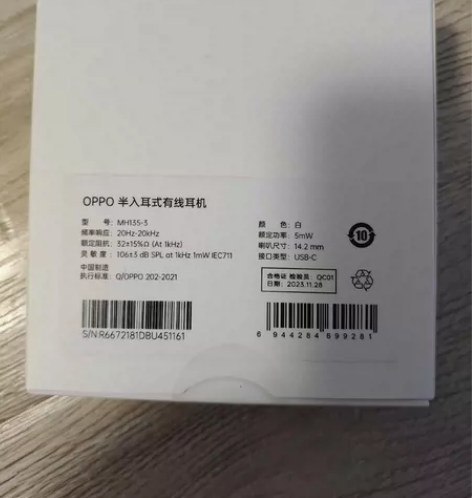 OPPO 半入耳式有线耳机
型 号: MH135-3
频率响应: 20Hz-20kHz
额定阻抗: 32±15%Ω (At 1kHz)
灵 敏 度: 106±3 dB SPL at 1kHz 1mW IEC711
中国制造
执行标准: Q/OPPO 202-2021
颜 色: 白
额定功率: 5mW
喇叭尺寸: 14.2 mm
接口类型: USB-C
10
合格证 检验员 QC01
日期: 2023.11.28
S/N:R6672181DBU451161
6 944284 699281